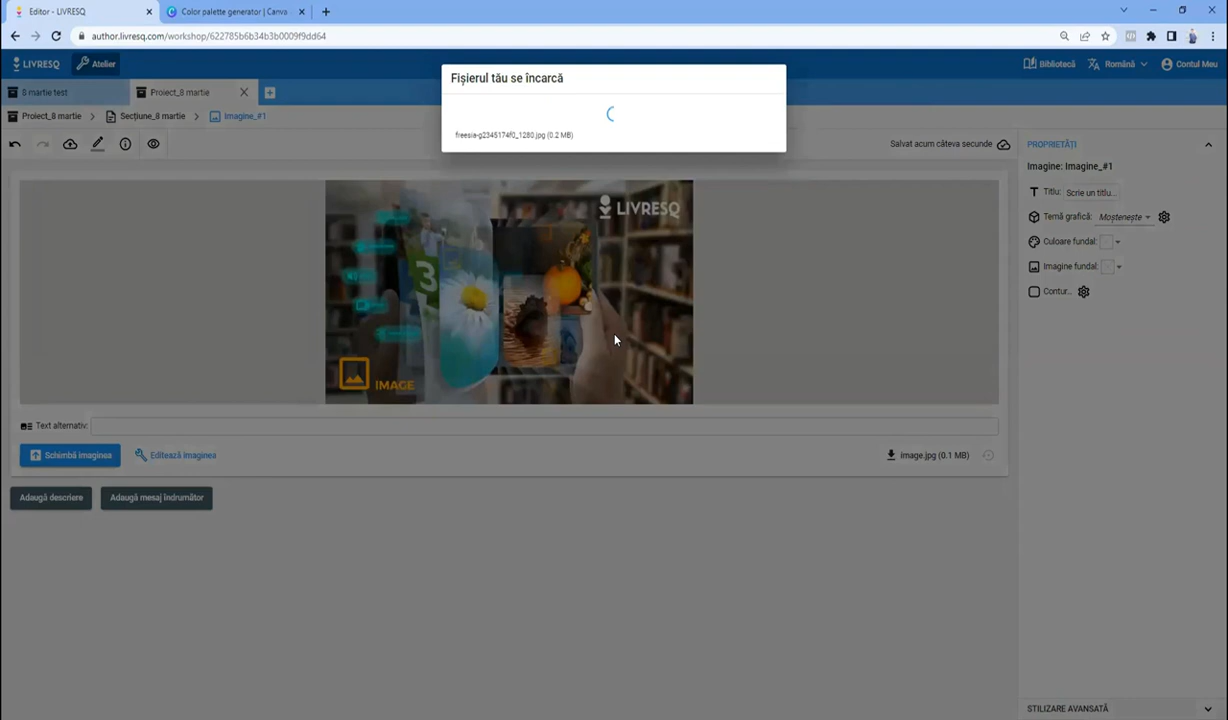 Editor - LIVRESQ
Color palette generator | Canva
author.livresq.com/workshop/622785b6b34b3b0009f9dd64
LIVRESQ
Atelier
Bibliotecă
Română
Contul Meu
8 martie test
Proiect_8 martie
Proiect_8 martie
Secțiune_8 martie
Imagine_#1
Fișierul tău se încarcă
freesia-g2345174f0_1280.jpg (0.2 MB)
Salvat acum câteva secunde
PROPRIETĂȚI
Imagine: Imagine_#1
Titlu: Scrie un titlu...
Temă grafică: Moștenește
Culoare fundal:
Imagine fundal:
Contur...
LIVRESQ
3
IMAGE
Text alternativ:
Schimbă imaginea
Editează imaginea
image.jpg (0.1 MB)
Adaugă descriere
Adaugă mesaj îndrumător
STILIZARE AVANSATĂ